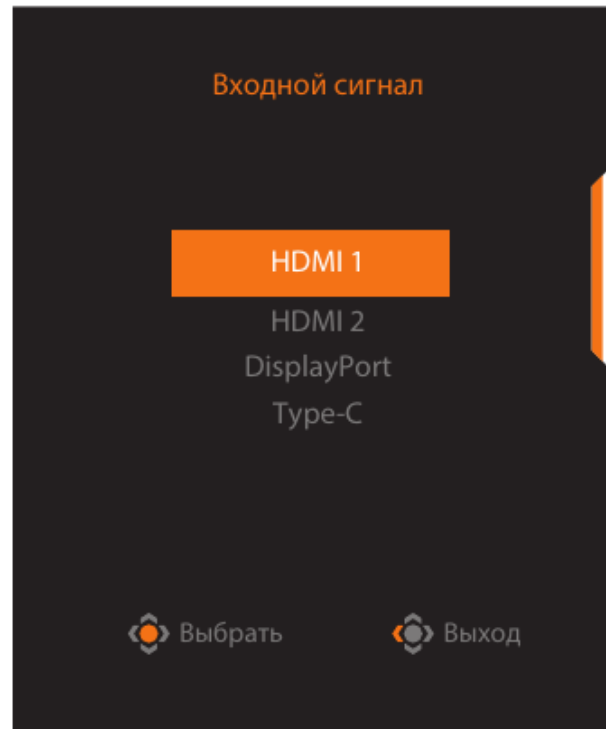 Входной сигнал
HDMI 1
HDMI 2
DisplayPort
Type-C
Выбрать Выход